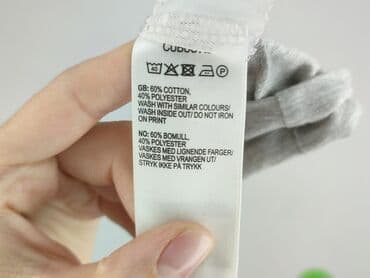 GB: 60% COTTON,
40% POLYESTER
WASH WITH SIMILAR COLOURS/
WASH INSIDE OUT/ DO NOT IRON
ON PRINT
NO: 60% BOMULL,
40% POLYESTER
VASKES MED LIGNENDE FARGER/
VASKES MED VRANGEN UT/
STRYK IKKE PÅ TRYKK